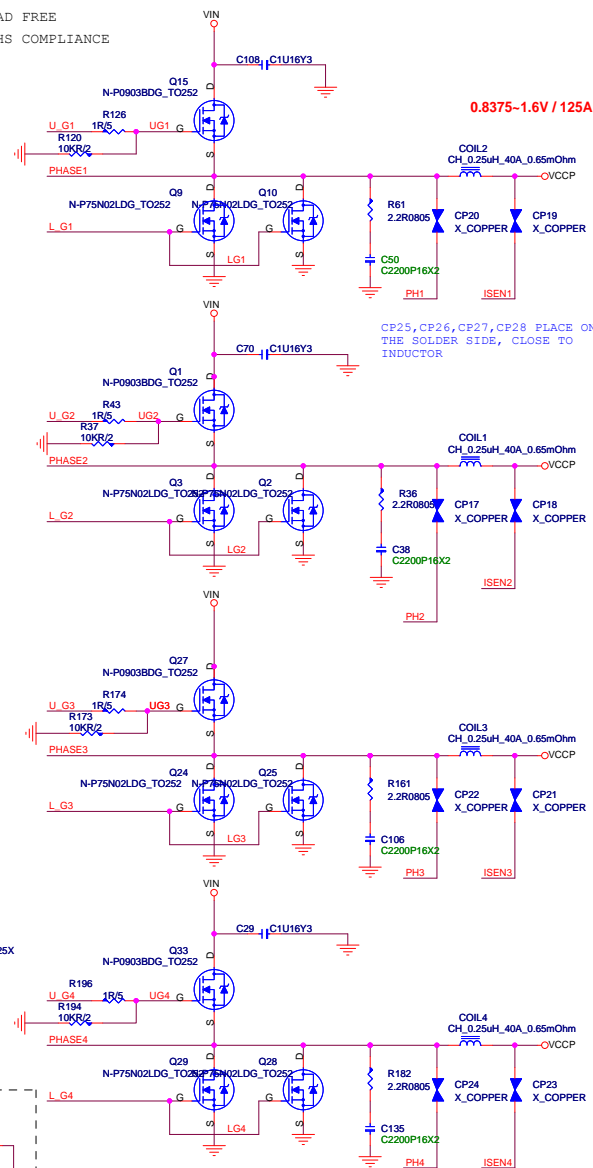 AD FREE
HS COMPLIANCE
VIN
C108 C1U16Y3
Q15
N-P0903BDG_TO252
D
0.8375~1.6V / 125A
R126
U_G1 1R/5 UG1 G
R120
10KR/2
S
PHASE1
COIL2
CH_0.25uH_40A_0.65mOhm
VCCP
D D
Q9 Q10
N-P75N02LDG_TO252 N-P75N02LDG_TO252
R61
2.2R0805
CP20 CP19
X_COPPER X_COPPER
L_G1 G G
S S
LG1
C50
C2200P16X2
PH1 ISEN1
VIN
CP25,CP26,CP27,CP28 PLACE ON
THE SOLDER SIDE, CLOSE TO
INDUCTOR
C70 C1U16Y3
Q1
N-P0903BDG_TO252
D
R43
U_G2 1R/5 UG2 G
R37
10KR/2
S
PHASE2
COIL1
CH_0.25uH_40A_0.65mOhm
VCCP
D D
Q3 Q2
N-P75N02LDG_TO252 N-P75N02LDG_TO252
R36
2.2R0805
CP17 CP18
X_COPPER X_COPPER
L_G2 G G
S S
LG2
C38
C2200P16X2
ISEN2
PH2
VIN
Q27
N-P0903BDG_TO252
D
R174
U_G3 1R/5 UG3 G
R173
10KR/2
S
PHASE3
COIL3
CH_0.25uH_40A_0.65mOhm
VCCP
D D
Q24 Q25
N-P75N02LDG_TO252 N-P75N02LDG_TO252
R161
2.2R0805
CP22 CP21
X_COPPER X_COPPER
L_G3 G G
S S
LG3
C106
C2200P16X2
PH3 ISEN3
VIN
C29 C1U16Y3
25X
Q33
N-P0903BDG_TO252
D
R196
U_G4 1R/5 UG4 G
R194
10KR/2
S
PHASE4
COIL4
CH_0.25uH_40A_0.65mOhm
VCCP
D D
Q29 Q28
N-P75N02LDG_TO252 N-P75N02LDG_TO252
R182
2.2R0805
CP24 CP23
X_COPPER X_COPPER
L_G4 G G
S S
LG4
C135
C2200P16X2
PH4 ISEN4